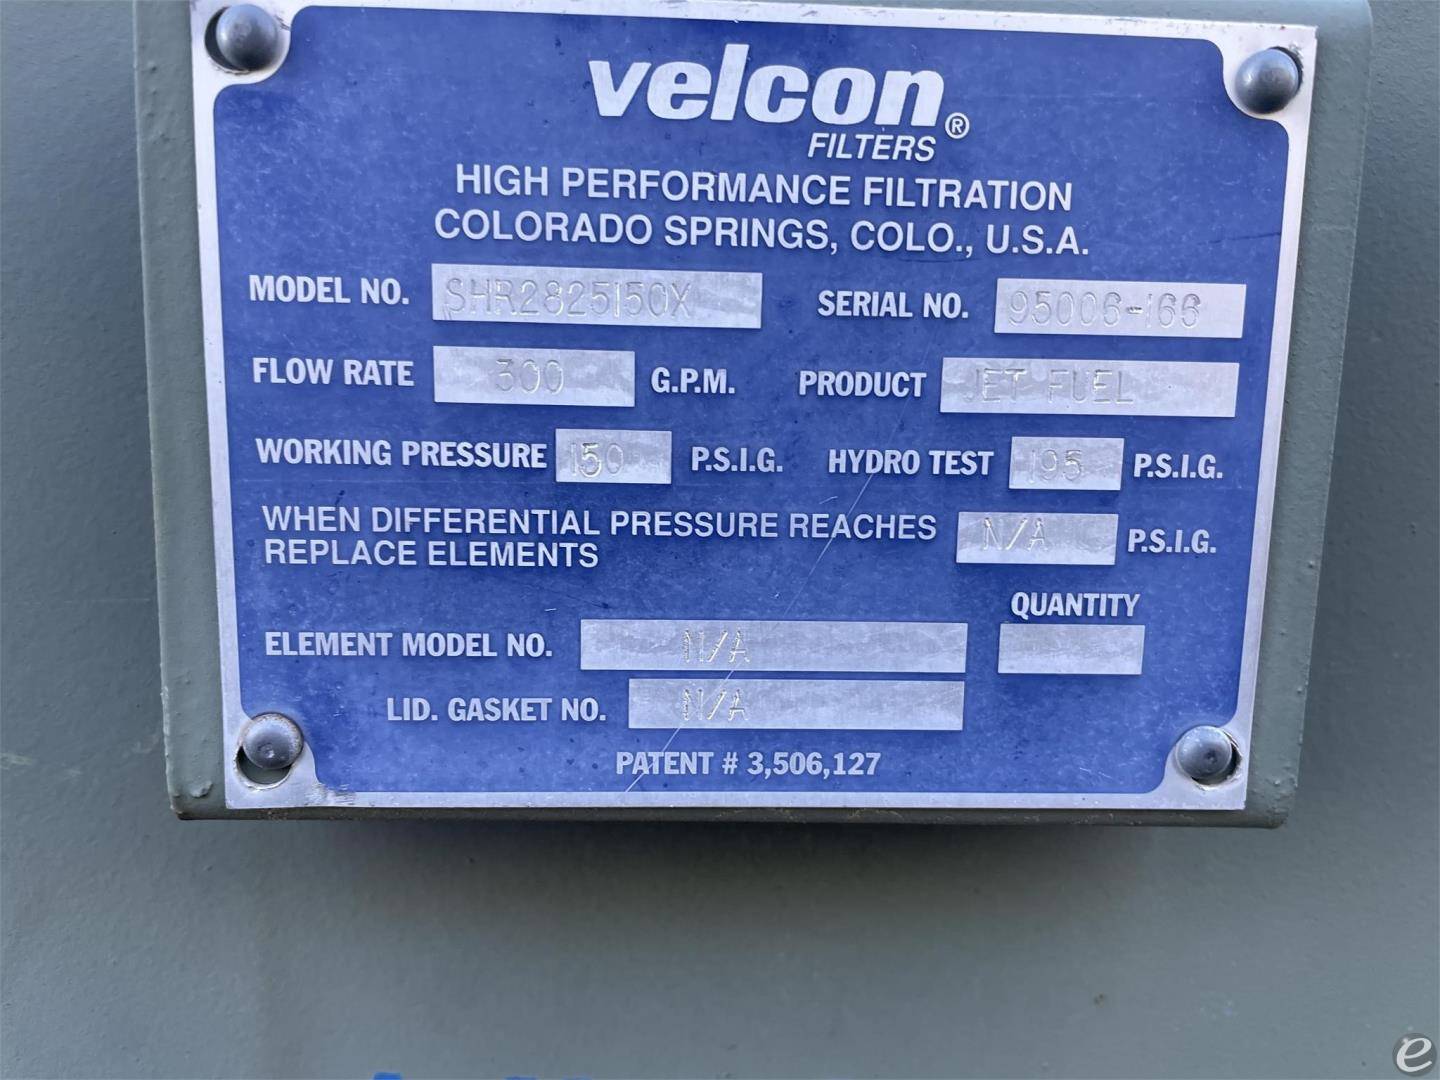 velcon®
FILTERS
HIGH PERFORMANCE FILTRATION
COLORADO SPRINGS, COLO., U.S.A.
MODEL NO. SHR2825150X SERIAL NO. 95006-166
FLOW RATE 300 G.P.M. PRODUCT JET FUEL
WORKING PRESSURE 150 P.S.I.G. HYDRO TEST 195 P.S.I.G.
WHEN DIFFERENTIAL PRESSURE REACHES N/A P.S.I.G.
REPLACE ELEMENTS
QUANTITY
ELEMENT MODEL NO. N/A
LID. GASKET NO. N/A
PATENT # 3,506,127
e